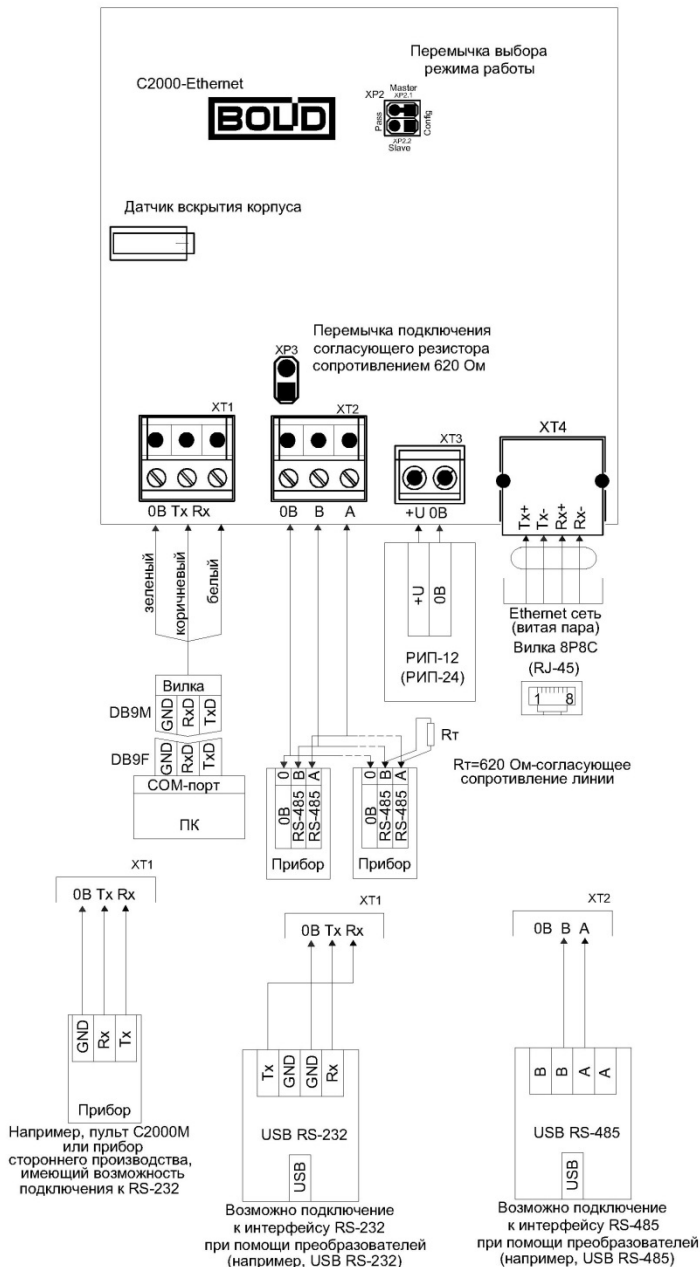 Перемычка выбора
режима работы
C2000-Ethernet
BOLID
Master
XP2
XP2.1
Pass
Config
XP2.2
Slave
Датчик вскрытия корпуса
Перемычка подключения
согласующего резистора
сопротивлением 620 Ом
XP3
XT1
XT2
XT3
XT4
0В Tx Rx
0В B A
+U 0В
Tx+
Tx-
Rx+
Rx-
зеленый
коричневый
белый
+U
0В
РИП-12
(РИП-24)
Ethernet сеть
(витая пара)
Вилка 8P8C
(RJ-45)
1 8
Вилка
DB9M
GND
RxD
TxD
DB9F
GND
RxD
TxD
COM-порт
ПК
Rт
Rт=620 Ом-согласующее
сопротивление линии
0 B A
0В
RS-485
RS-485
Прибор
0 B A
0В
RS-485
RS-485
Прибор
XT1
0В Tx Rx
GND
Rx
Tx
Прибор
Например, пульт С2000М
или прибор
стороннего производства,
имеющий возможность
подключения к RS-232
XT1
0В Tx Rx
Tx
GND
GND
Rx
USB RS-232
USB
Возможно подключение
к интерфейсу RS-232
при помощи преобразователей
(например, USB RS-232)
XT2
0В B A
B
B
A
A
USB RS-485
USB
Возможно подключение
к интерфейсу RS-485
при помощи преобразователей
(например, USB RS-485)